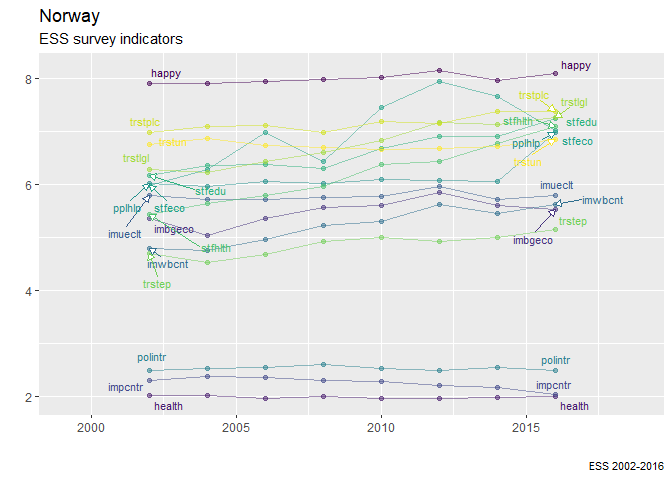 Norway
ESS survey indicators
happy
happy
8
trstplc
trstlgl
trstplc
stfhlth
stfedu
trstun
pplhlp
stfeco
trstlgl
trstun
stfedu
6
imueclt
pplhlp
stfeco
imwbcnt
trstep
imueclt
imbgeco
imbgeco
stfhlth
imwbcnt
trstep
4
polintr
polintr
impcntr
impcntr
2
health
health
2000
2005
2010
2015
ESS 2002-2016